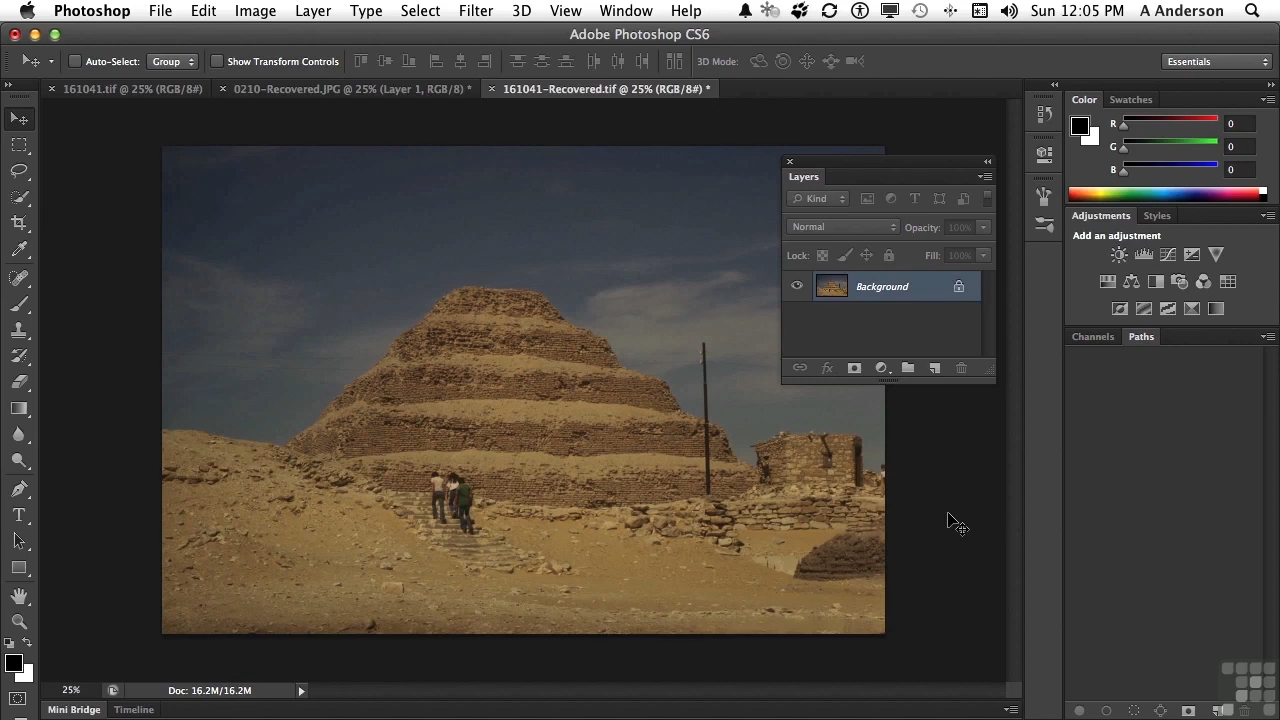 Photoshop File Edit Image Layer Type Select Filter 3D View Window Help Sun 12:05 PM A Anderson
Adobe Photoshop CS6
Auto-Select: Group Show Transform Controls 3D Mode: Essentials
161041.tif @ 25% (RGB/8#) 0210-Recovered.JPG @ 25% (Layer 1, RGB/8) * 161041-Recovered.tif @ 25% (RGB/8#) *
Color Swatches
R 0
G 0
B 0
Layers
Kind
Normal Opacity: 100%
Lock: Fill: 100%
Background
Adjustments Styles
Add an adjustment
Channels Paths
25% Doc: 16.2M/16.2M
Mini Bridge Timeline